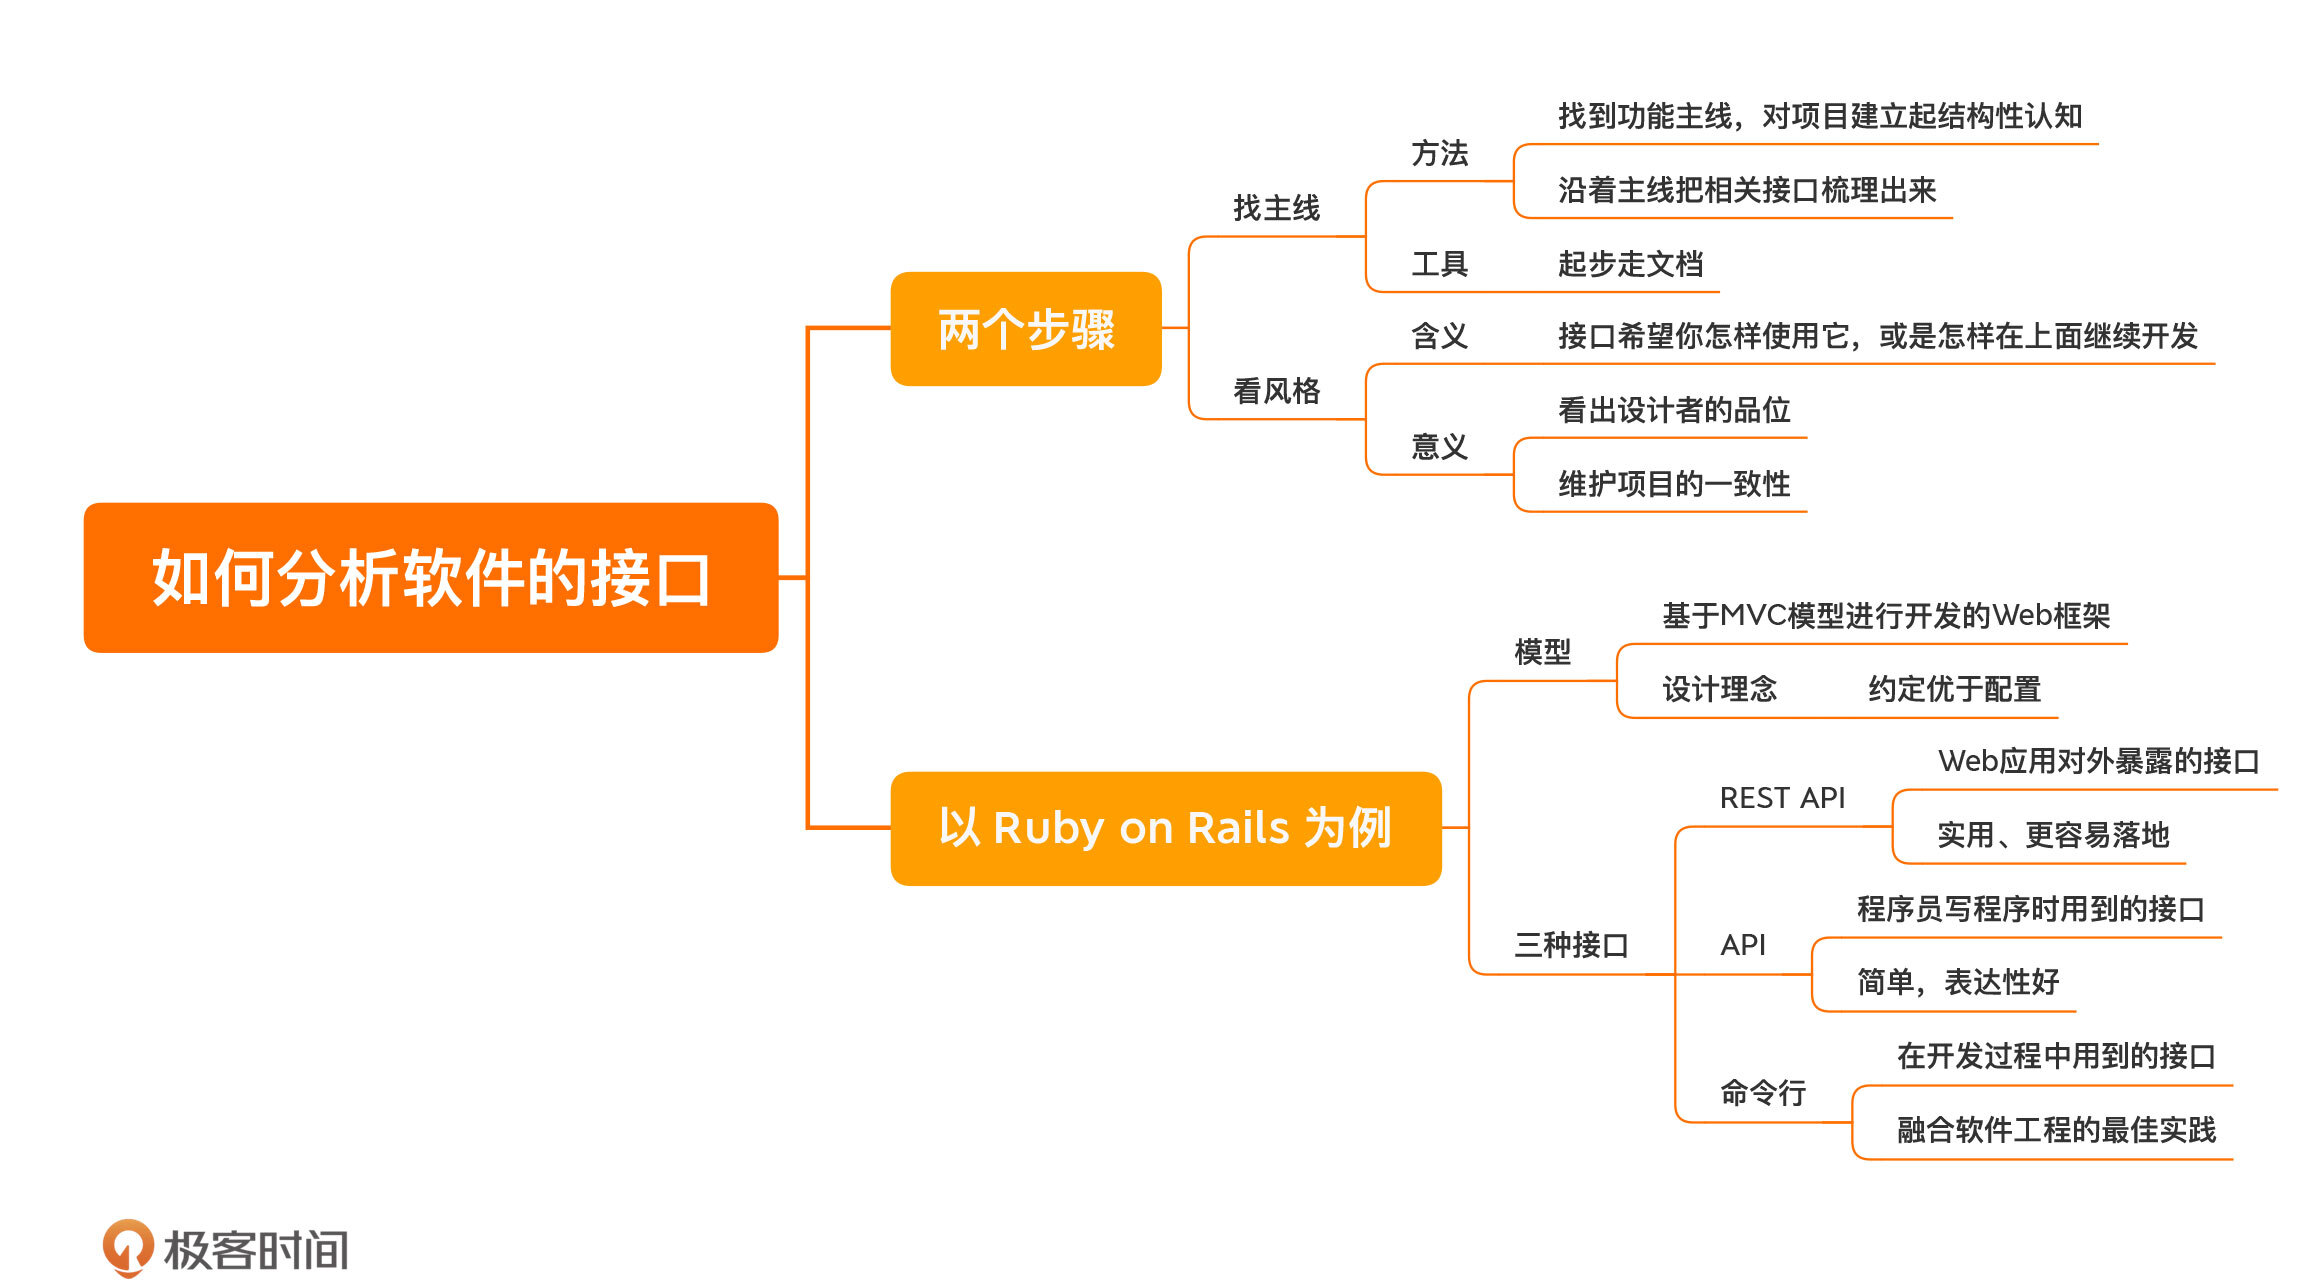 如何分析软件的接口
两个步骤
找主线
方法
找到功能主线，对项目建立起结构性认知
沿着主线把相关接口梳理出来
工具
起步走文档
看风格
含义
接口希望你怎样使用它，或是怎样在上面继续开发
意义
看出设计者的品位
维护项目的一致性
以 Ruby on Rails 为例
模型
基于MVC模型进行开发的Web框架
设计理念
约定优于配置
三种接口
REST API
Web应用对外暴露的接口
实用、更容易落地
API
程序员写程序时用到的接口
简单，表达性好
命令行
在开发过程中用到的接口
融合软件工程的最佳实践
极客时间